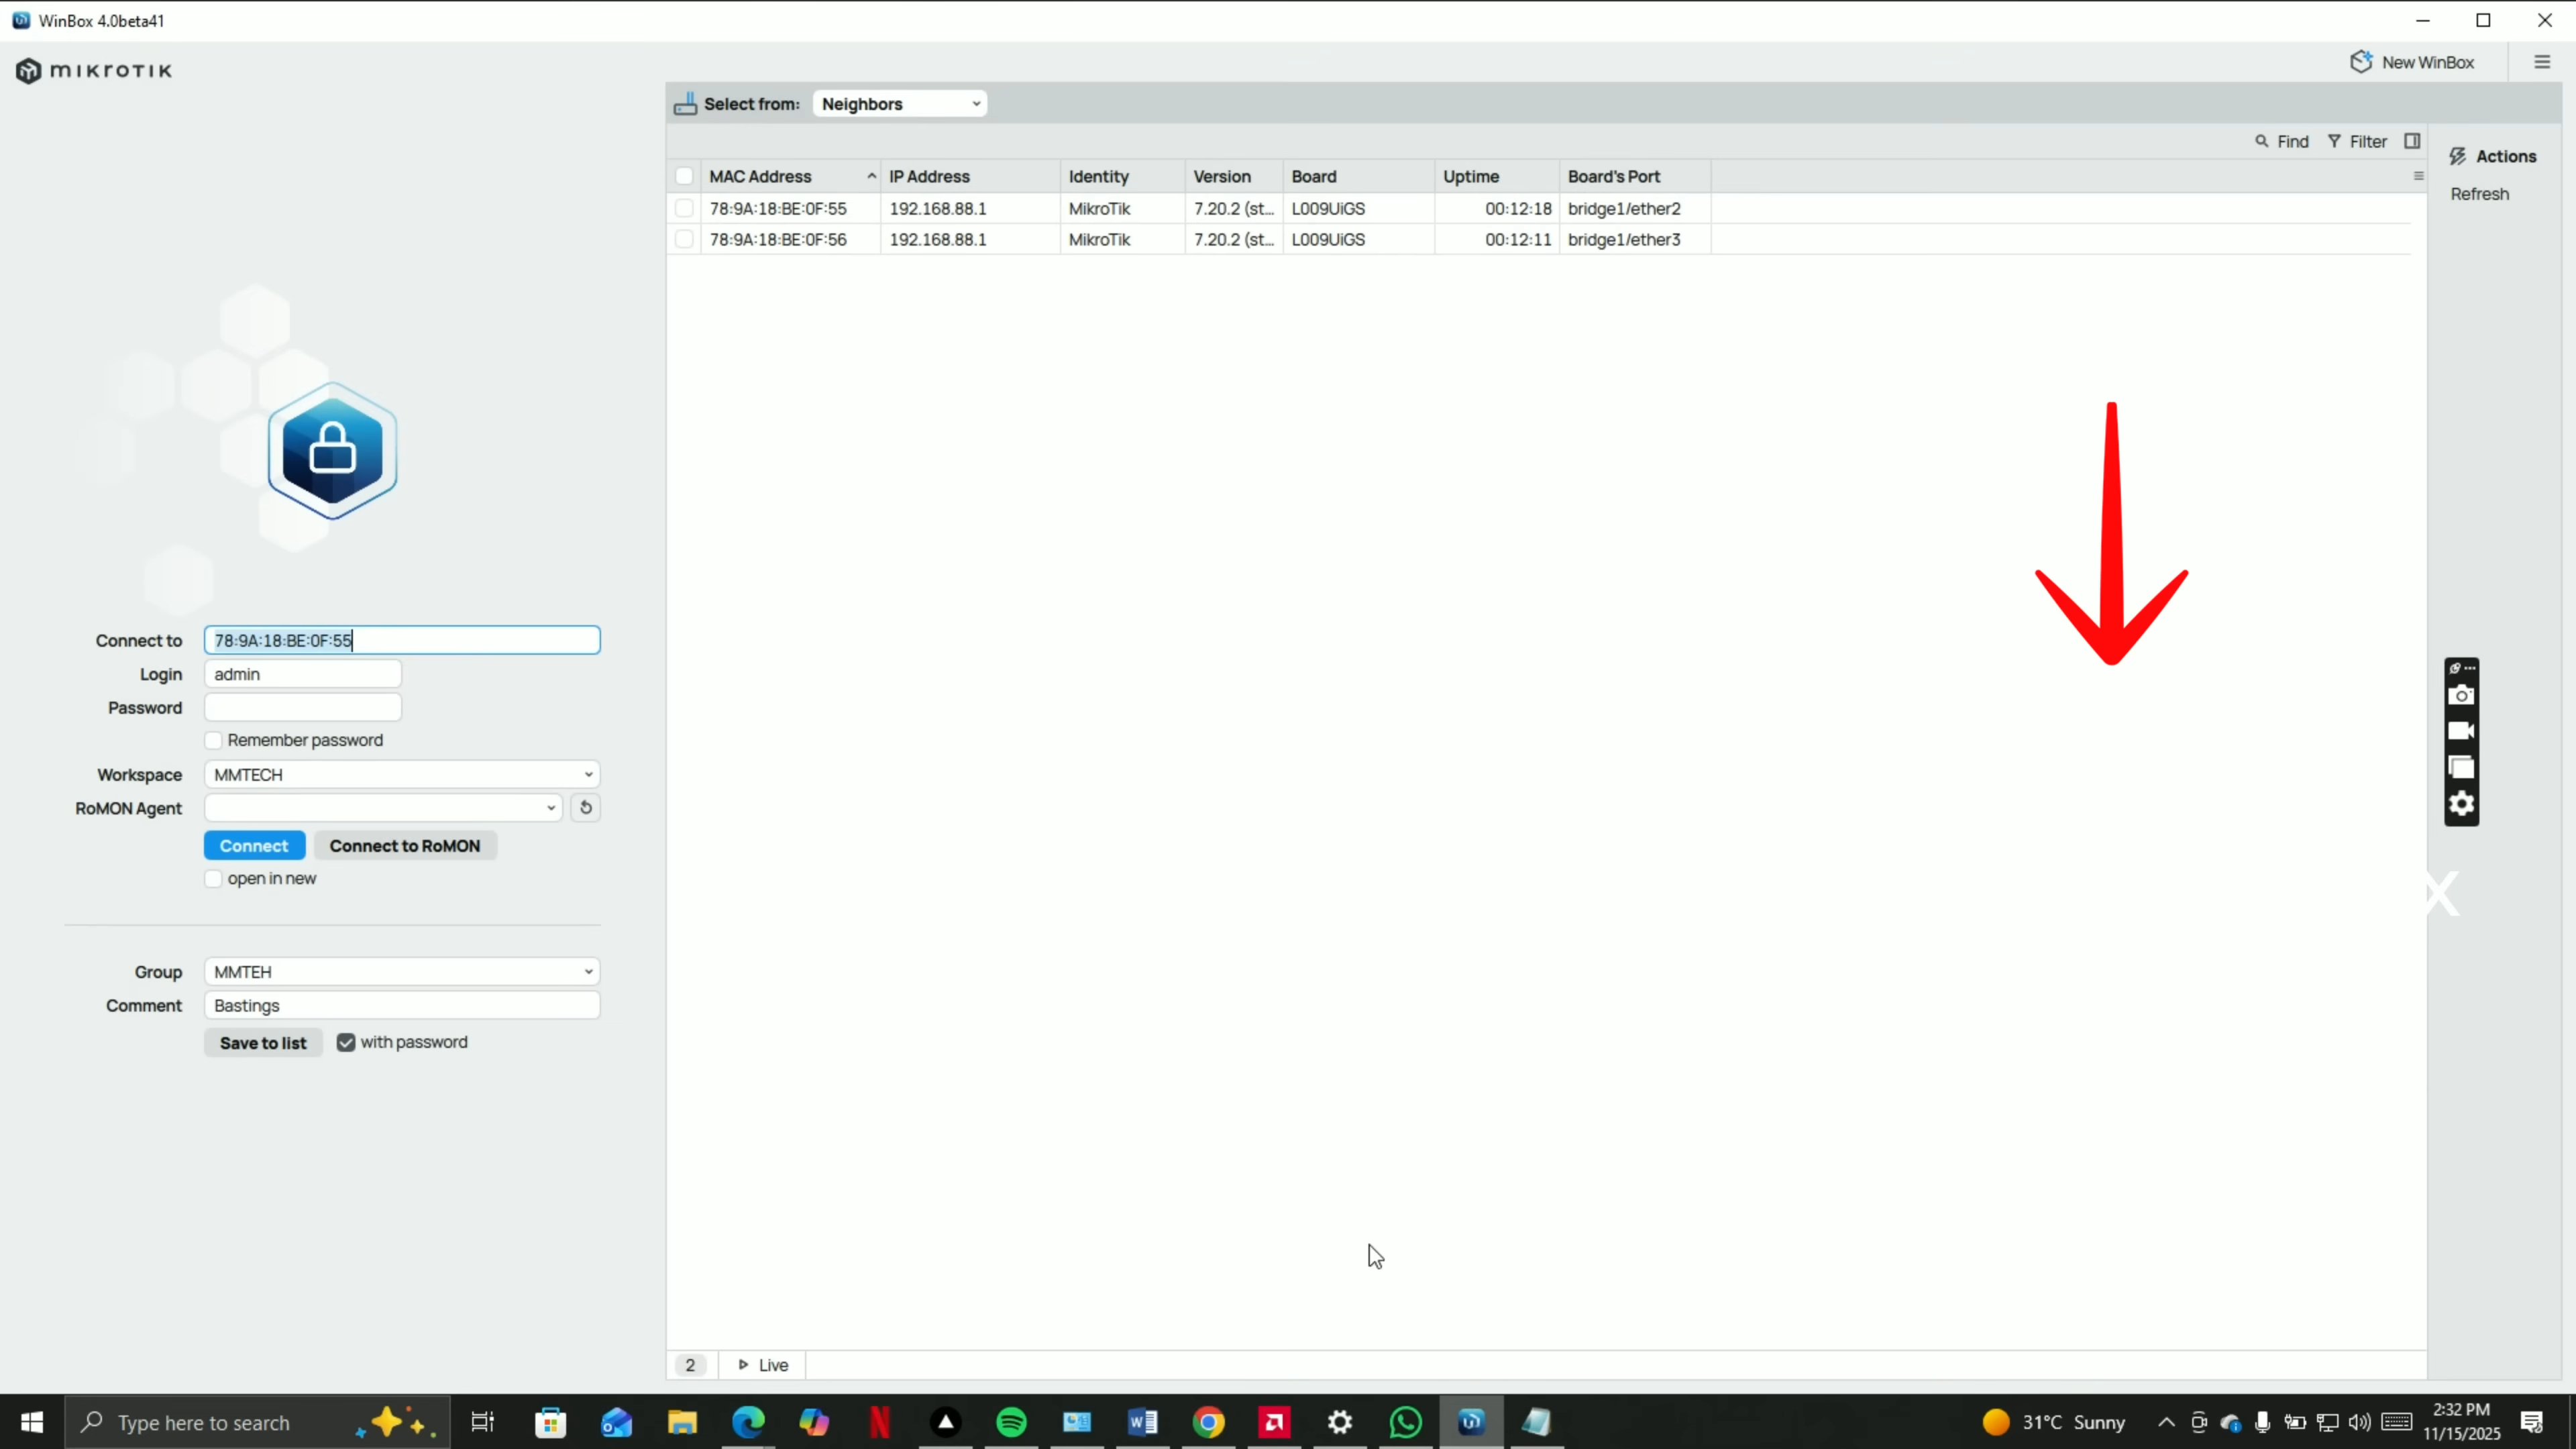 WinBox 4.0beta41
MIKROTIK
New WinBox
Select from: Neighbors
Find Filter
Actions
Refresh
MAC Address IP Address Identity Version Board Uptime Board's Port
78:9A:18:BE:0F:55 192.168.88.1 MikroTik 7.20.2 (st... L009UiGS 00:12:18 bridge1/ether2
78:9A:18:BE:0F:56 192.168.88.1 MikroTik 7.20.2 (st... L009UiGS 00:12:11 bridge1/ether3
Connect to 78:9A:18:BE:0F:55
Login admin
Password
Remember password
Workspace MMTECH
RoMON Agent
Connect Connect to RoMON
open in new
X
Group MMTEH
Comment Bastings
Save to list with password
2 Live
Type here to search
31°C Sunny
2:32 PM
11/15/2025